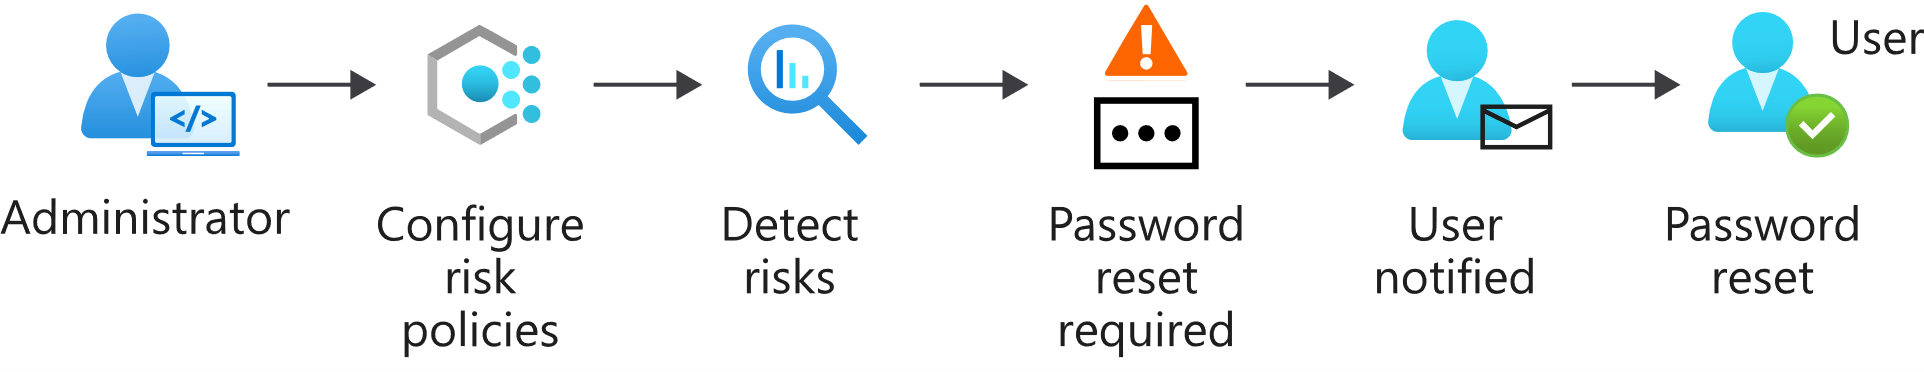 User
</>
Administrator
Configure
risk
policies
Detect
risks
Password
reset
required
User
notified
Password
reset